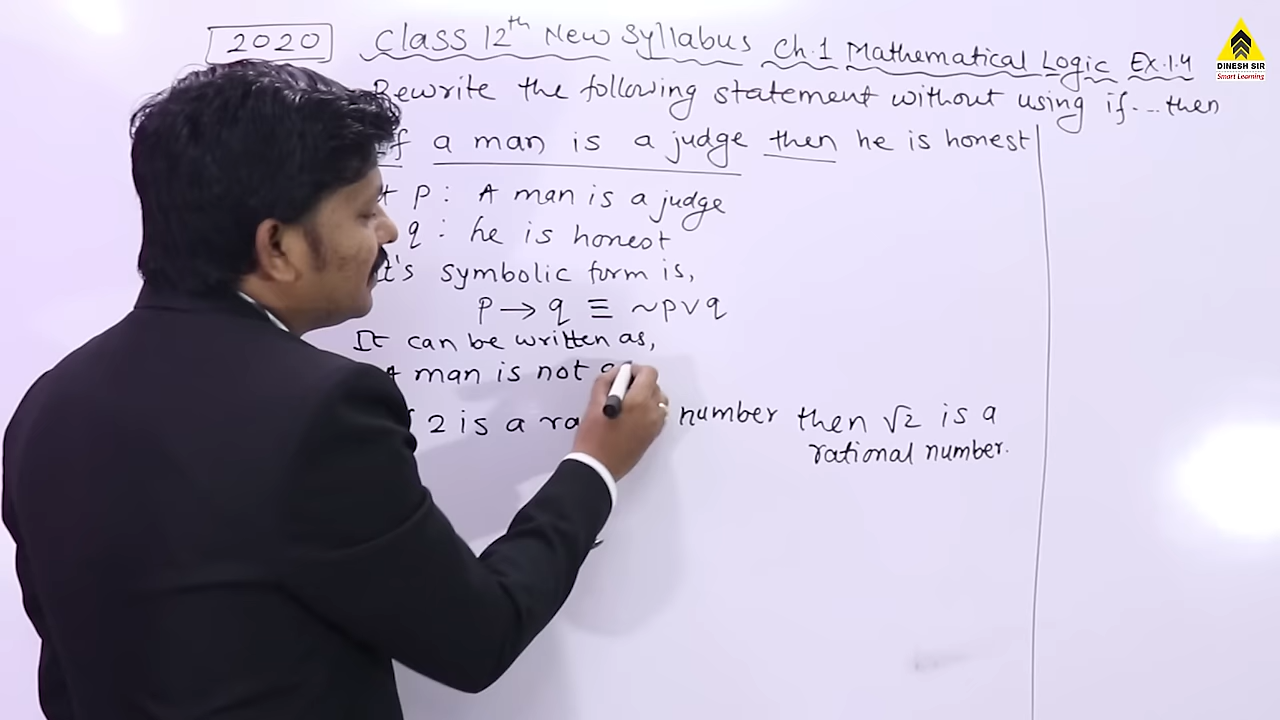 2020 Class 12th New Syllabus Ch.1 Mathematical Logic Ex.1.4
DINESH SIR
Smart Learning
Rewrite the following statement without using if...then
If a man is a judge then he is honest
p : A man is a judge
q : he is honest
It's symbolic form is,
p → q ≡ ~p∨q
It can be written as,
A man is not
2 is a number then √2 is a
rational number.